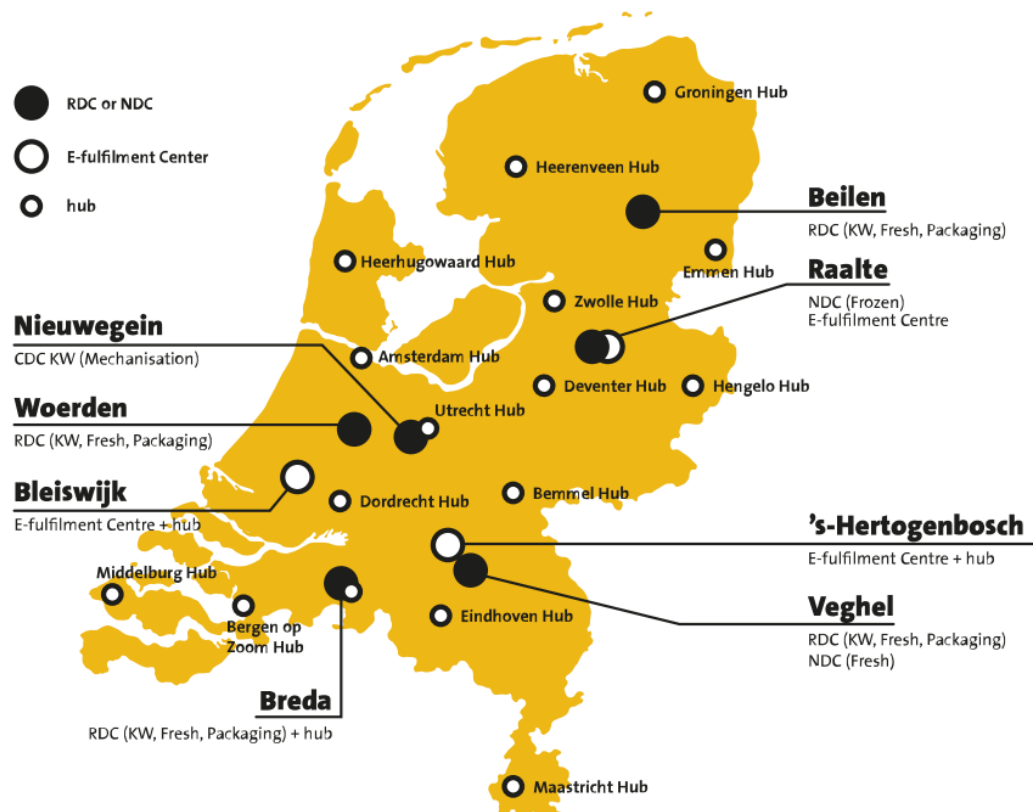 RDC or NDC
E-fulfilment Center
hub
Groningen Hub
Heerenveen Hub
Beilen
RDC (KW, Fresh, Packaging)
Emmen Hub
Heerhugowaard Hub
Raalte
NDC (Frozen)
E-fulfilment Centre
Zwolle Hub
Nieuwegein
CDC KW (Mechanisation)
Amsterdam Hub
Deventer Hub
Hengelo Hub
Woerden
RDC (KW, Fresh, Packaging)
Utrecht Hub
Bleiswijk
E-fulfilment Centre + hub
Dordrecht Hub
Bemmel Hub
’s-Hertogenbosch
E-fulfilment Centre + hub
Middelburg Hub
Bergen op
Zoom Hub
Eindhoven Hub
Veghel
RDC (KW, Fresh, Packaging)
NDC (Fresh)
Breda
RDC (KW, Fresh, Packaging) + hub
Maastricht Hub